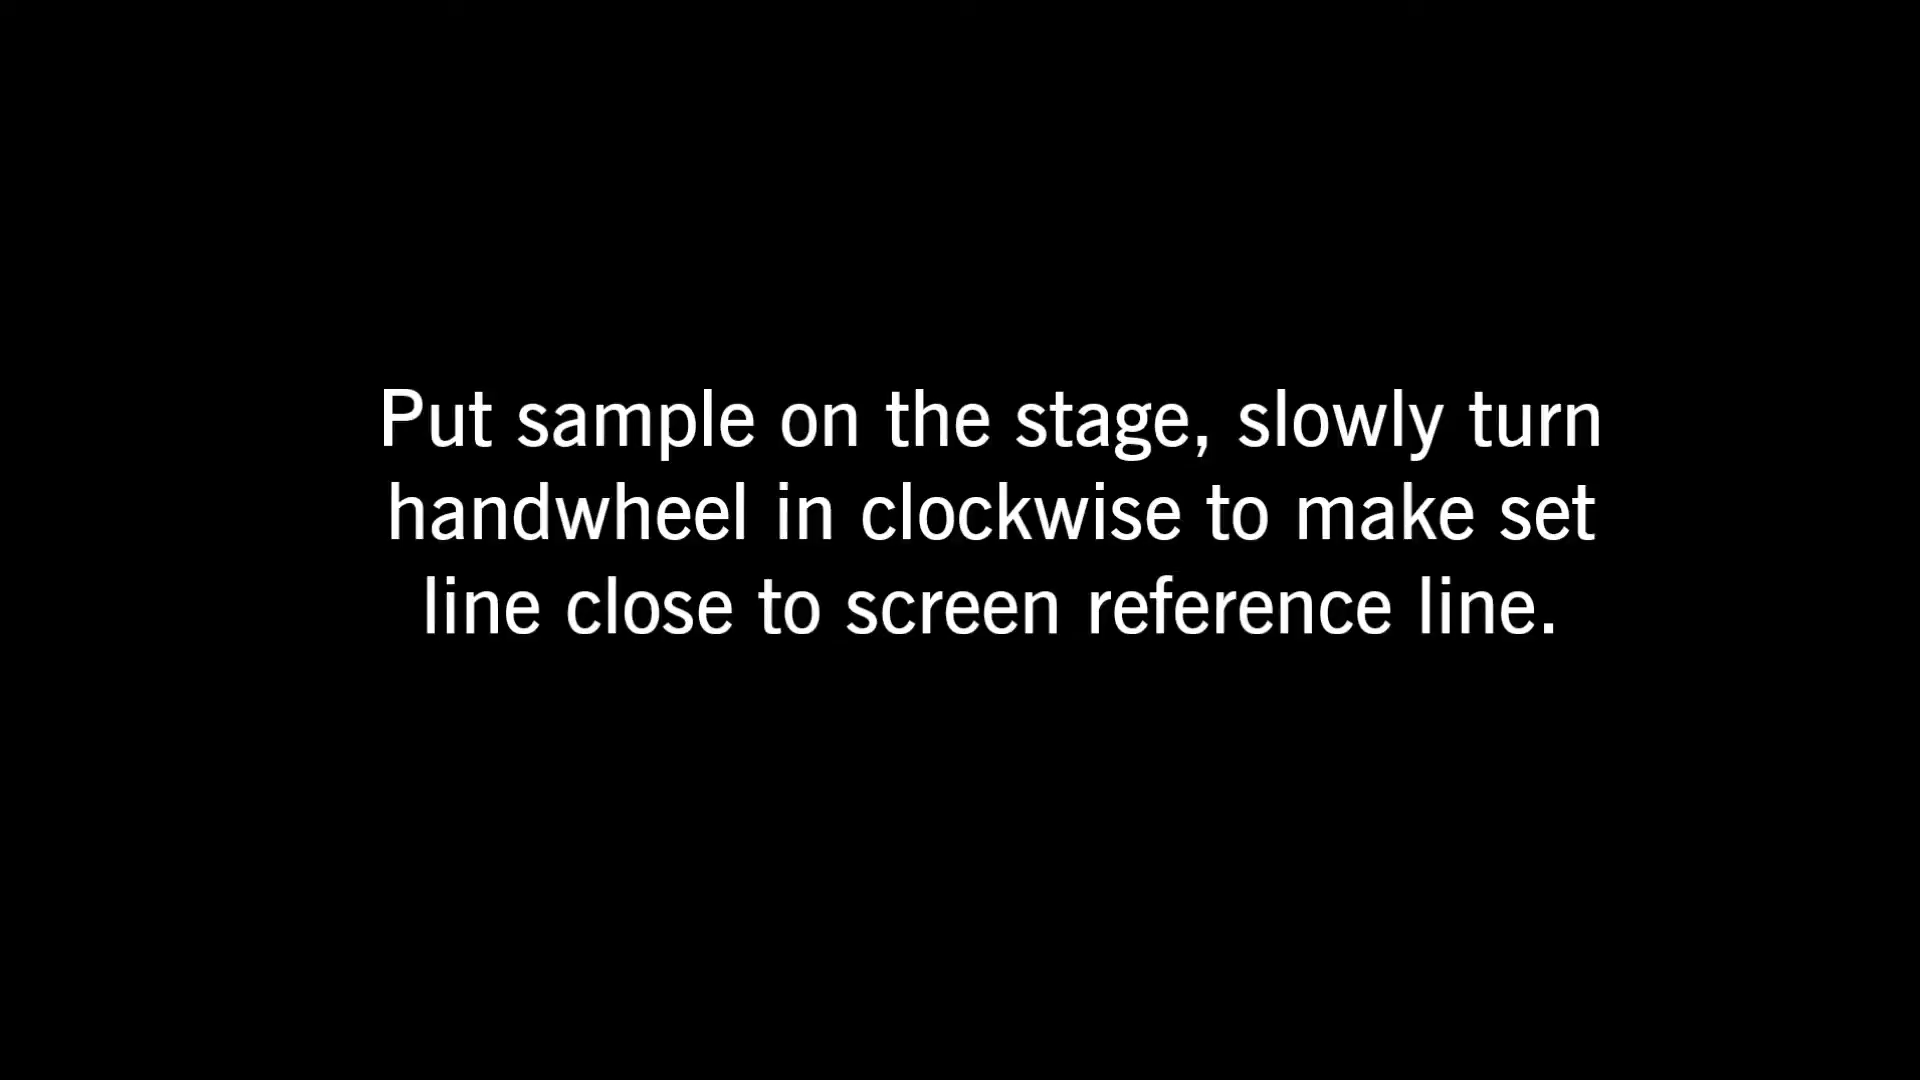 Put sample on the stage, slowly turn
handwheel in clockwise to make set
line close to screen reference line.